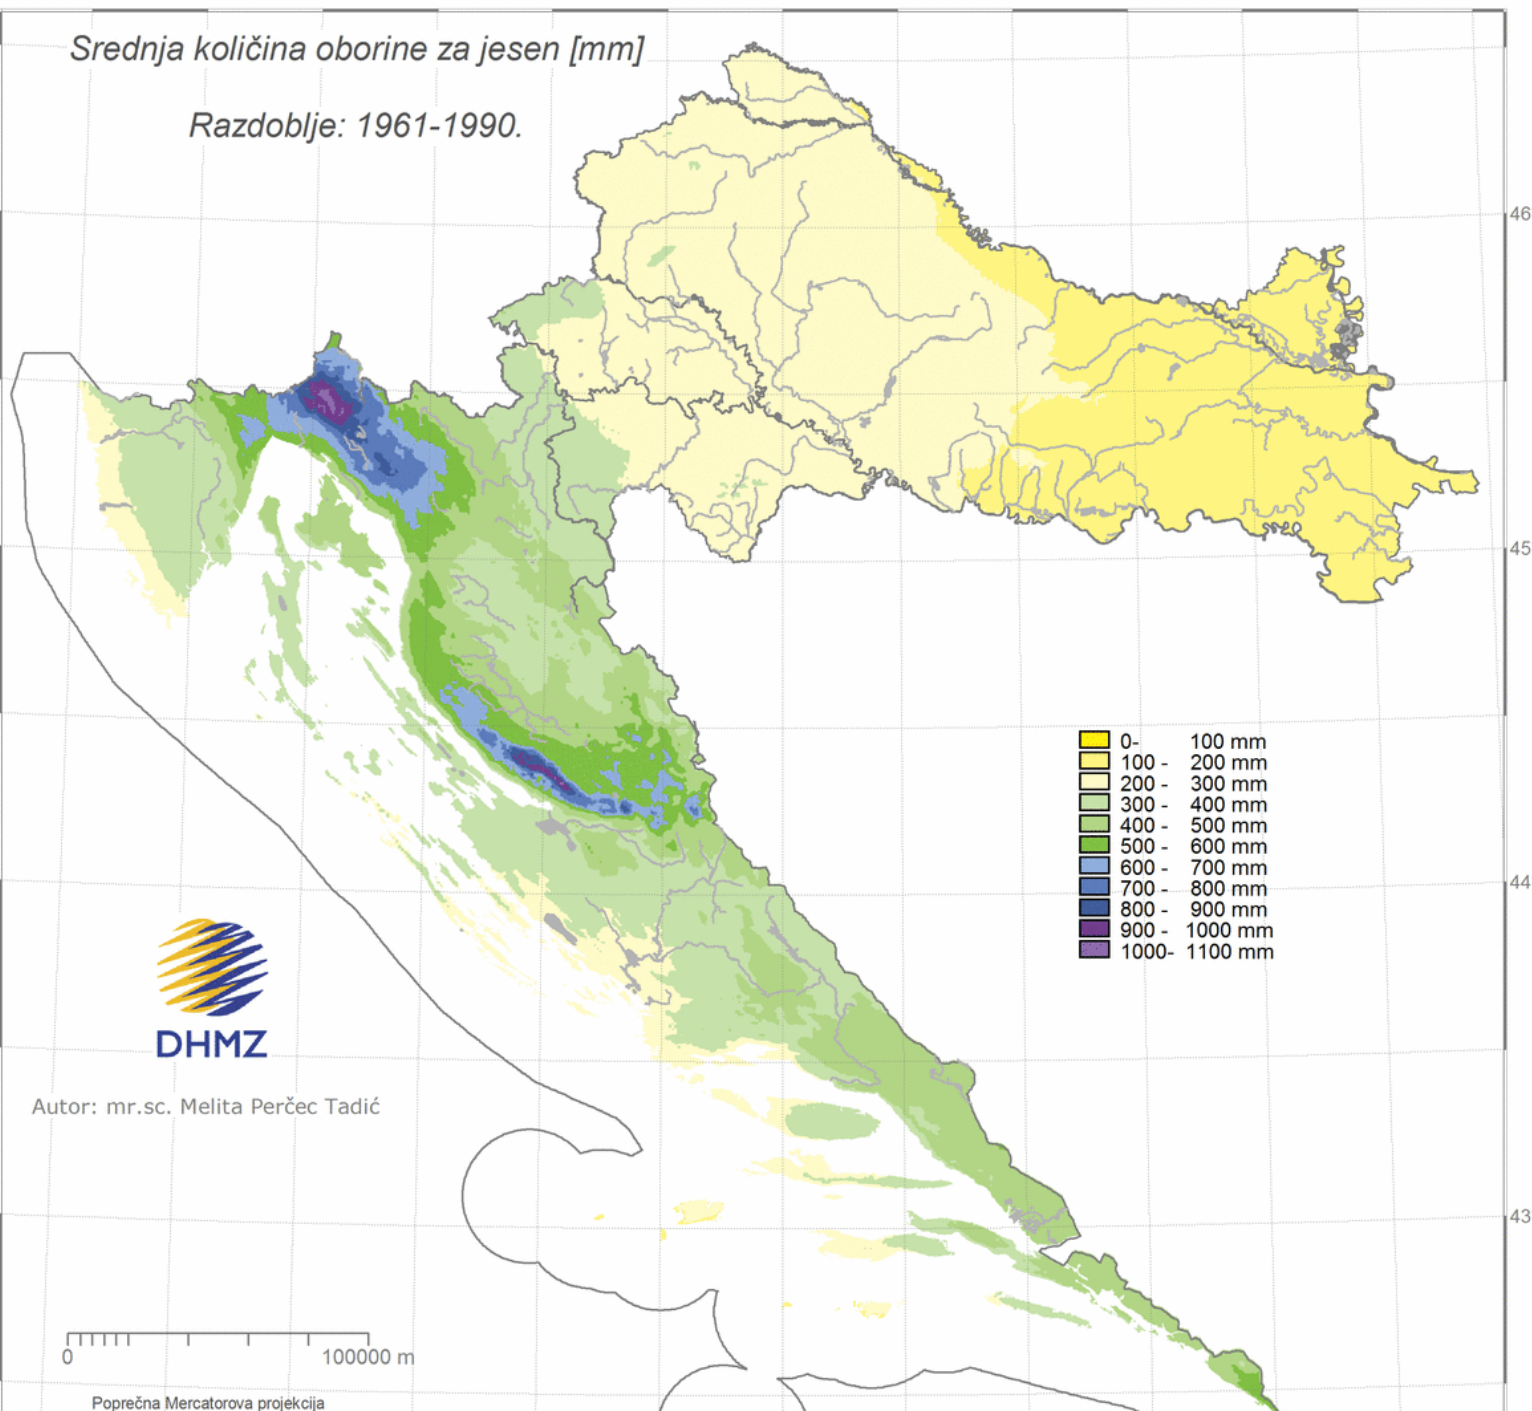 Srednja količina oborine za jesen [mm]
Razdoblje: 1961-1990.
46
45
0- 100 mm
100 - 200 mm
200 - 300 mm
300 - 400 mm
400 - 500 mm
500 - 600 mm
600 - 700 mm
700 - 800 mm
800 - 900 mm
900 - 1000 mm
1000- 1100 mm
44
DHMZ
Autor: mr.sc. Melita Perčec Tadić
43
0 100000 m
Poprečna Mercatorova projekcija